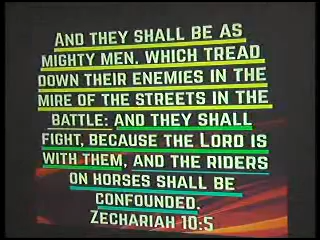 AND THEY SHALL BE AS
MIGHTY MEN, WHICH TREAD
DOWN THEIR ENEMIES IN THE
MIRE OF THE STREETS IN THE
BATTLE: AND THEY SHALL
FIGHT, BECAUSE THE LORD IS
WITH THEM, AND THE RIDERS
ON HORSES SHALL BE
CONFOUNDED.
ZECHARIAH 10:5